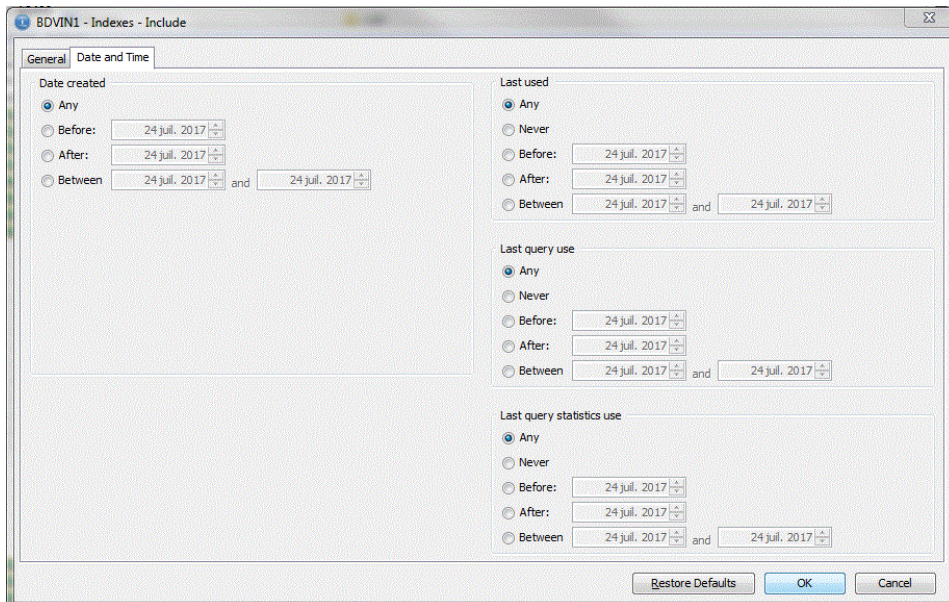 BDVIN1 - Indexes - Include
General Date and Time
Date created
Any
Before: 24 juil. 2017
After: 24 juil. 2017
Between 24 juil. 2017 and 24 juil. 2017
Last used
Any
Never
Before: 24 juil. 2017
After: 24 juil. 2017
Between 24 juil. 2017 and 24 juil. 2017
Last query use
Any
Never
Before: 24 juil. 2017
After: 24 juil. 2017
Between 24 juil. 2017 and 24 juil. 2017
Last query statistics use
Any
Never
Before: 24 juil. 2017
After: 24 juil. 2017
Between 24 juil. 2017 and 24 juil. 2017
Restore Defaults OK Cancel